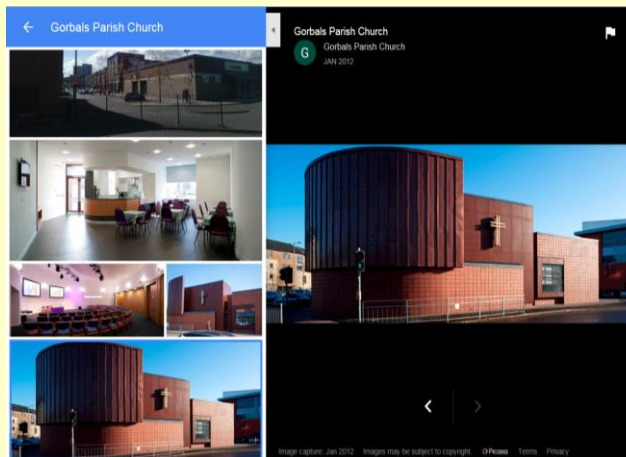 Gorbals Parish Church
Gorbals Parish Church
G
Gorbals Parish Church
JAN 2012
Image capture: Jan 2012 Images may be subject to copyright. Picasa Terms Privacy